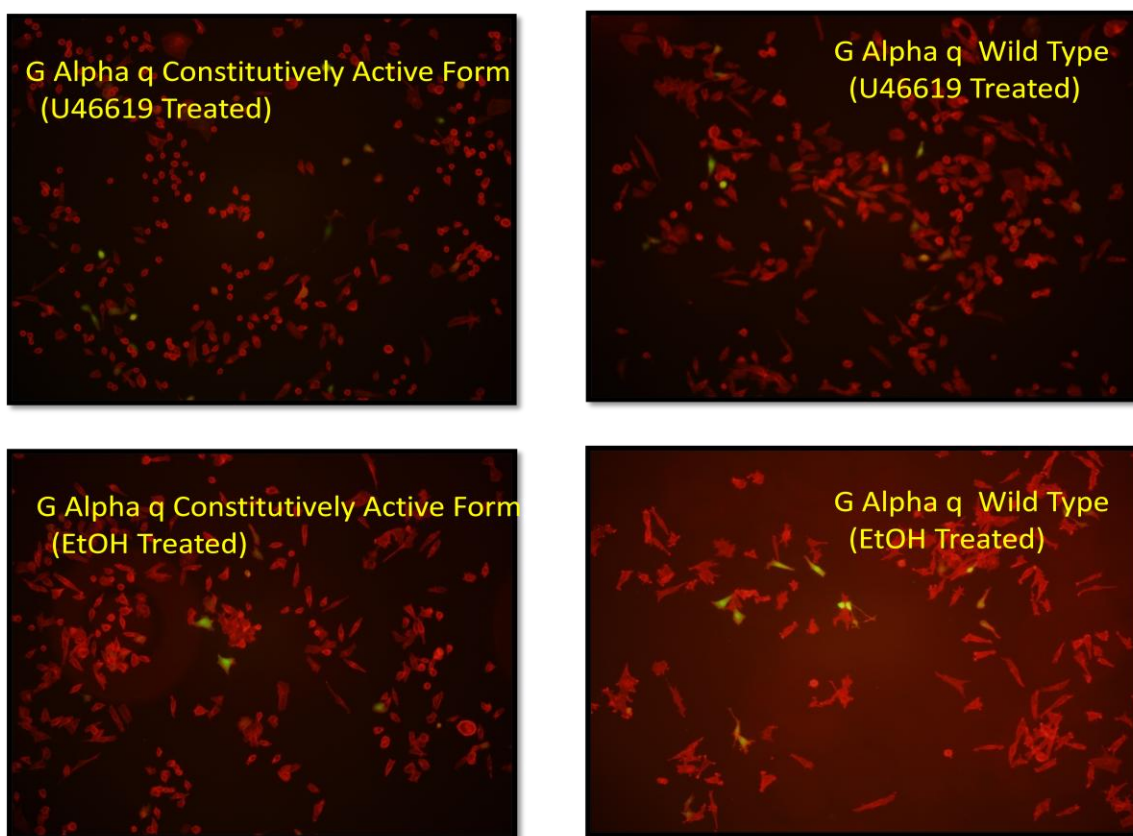 G Alpha q Constitutively Active Form
(U46619 Treated)
G Alpha q  Wild Type
(U46619 Treated)
G Alpha q Constitutively Active Form
(EtOH Treated)
G Alpha q  Wild Type
(EtOH Treated)